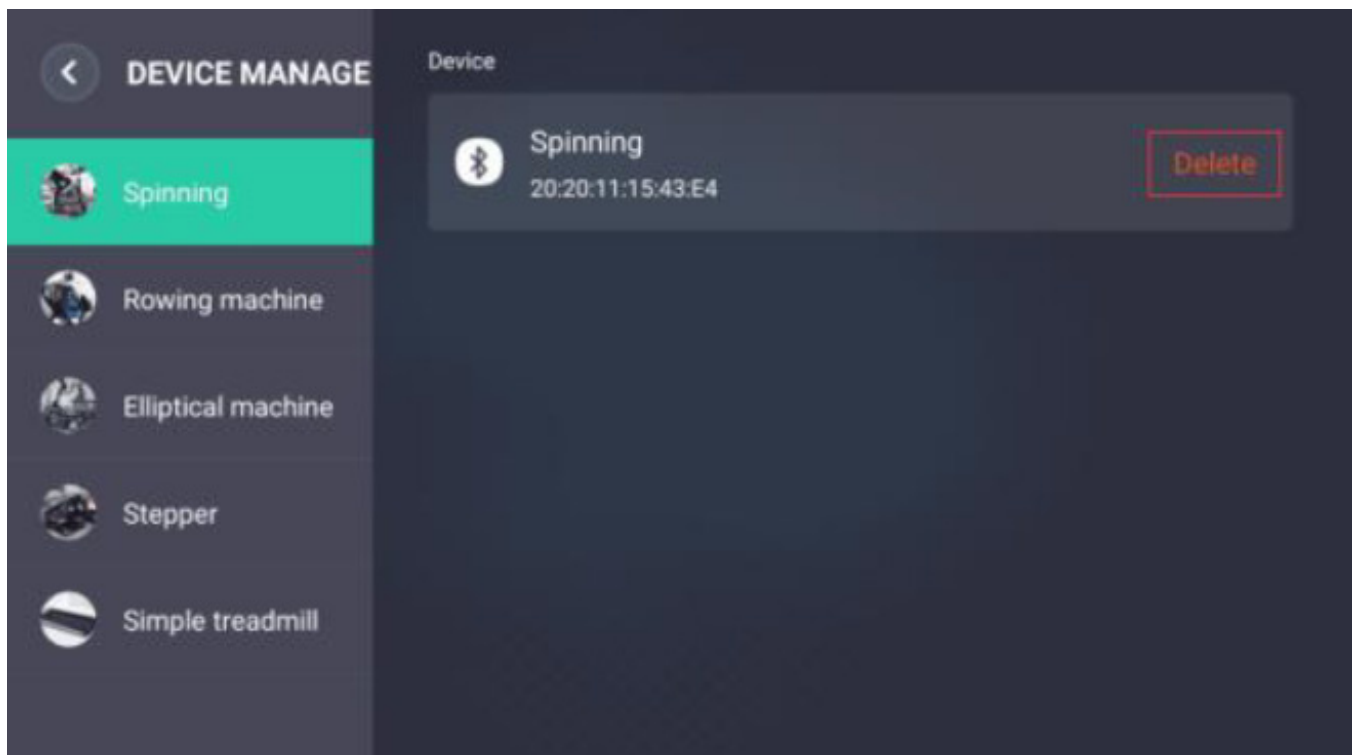 DEVICE MANAGE
Spinning
Rowing machine
Elliptical machine
Stepper
Simple treadmill
Device
Spinning
20:20:11:15:43:E4
Delete